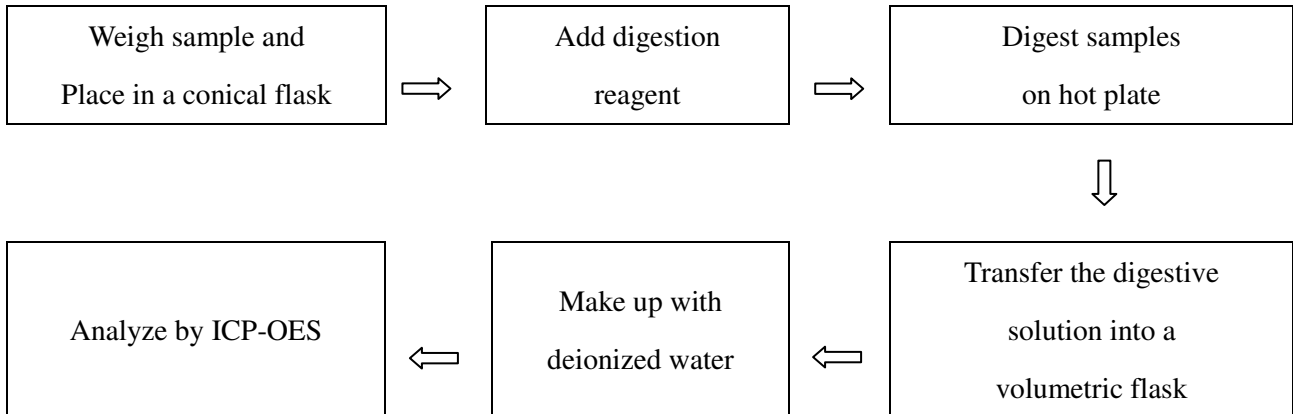 Weigh sample and
Place in a conical flask
Add digestion
reagent
Digest samples
on hot plate
Transfer the digestive
solution into a
volumetric flask
Make up with
deionized water
Analyze by ICP-OES